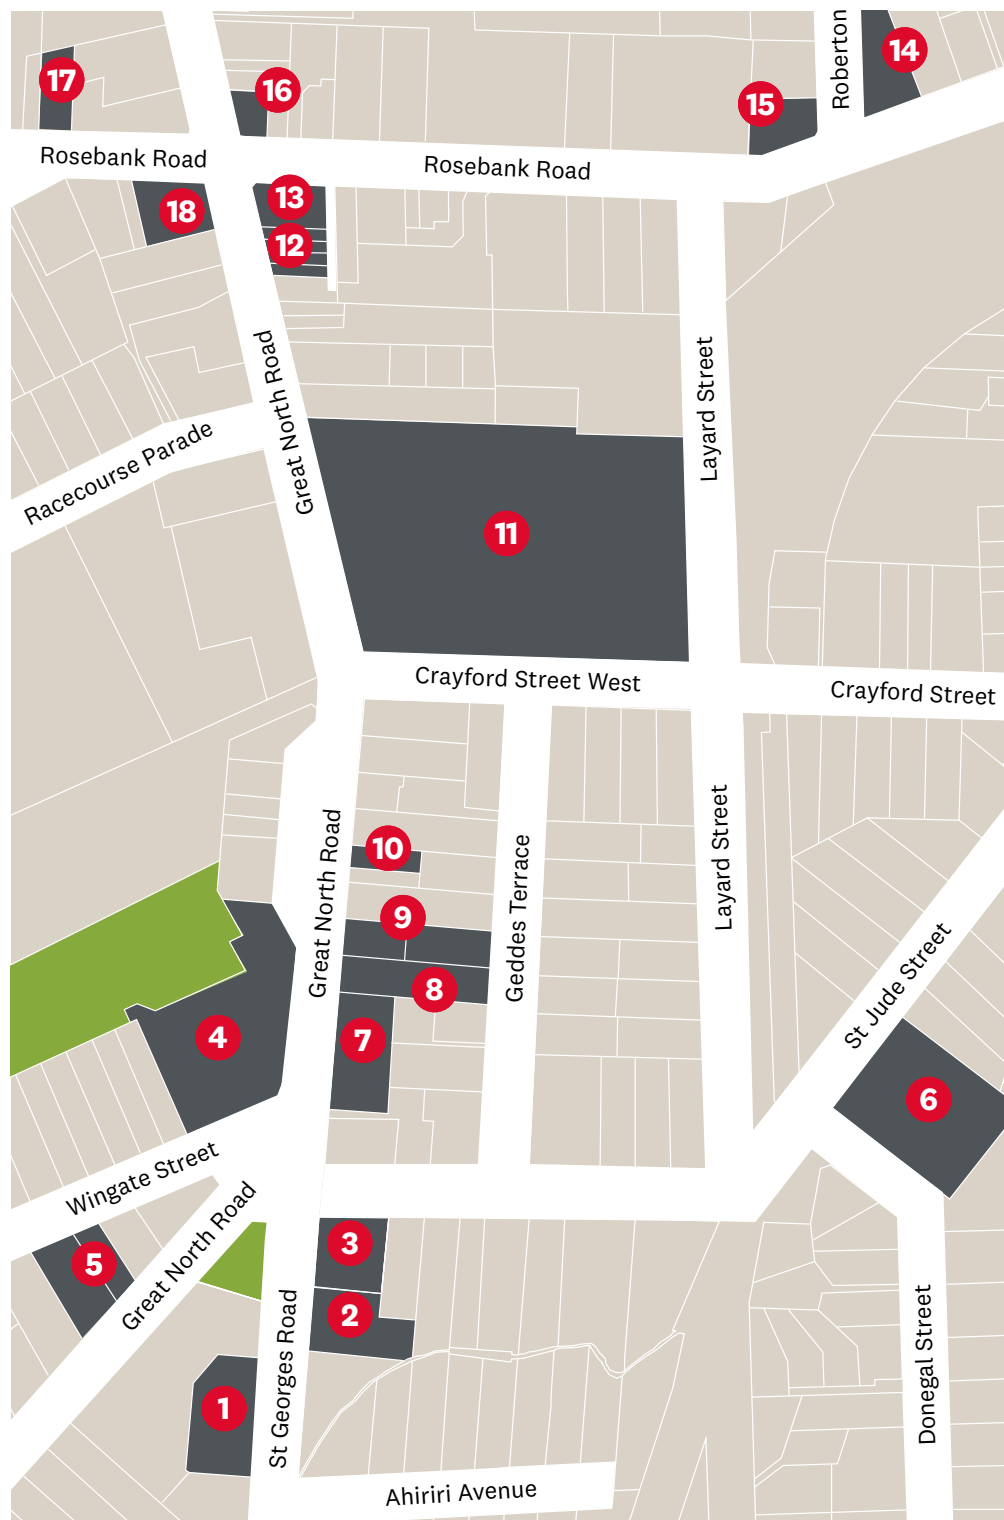 Roberton
14
17
16
15
Rosebank Road
Rosebank Road
13
18
12
Great North Road
Layard Street
Racecourse Parade
11
Crayford Street West
Crayford Street
Great North Road
Layard Street
10
Geddes Terrace
9
St Jude Street
8
4
7
6
Wingate Street
Great North Road
3
5
Donegal Street
2
St Georges Road
1
Ahiriri Avenue